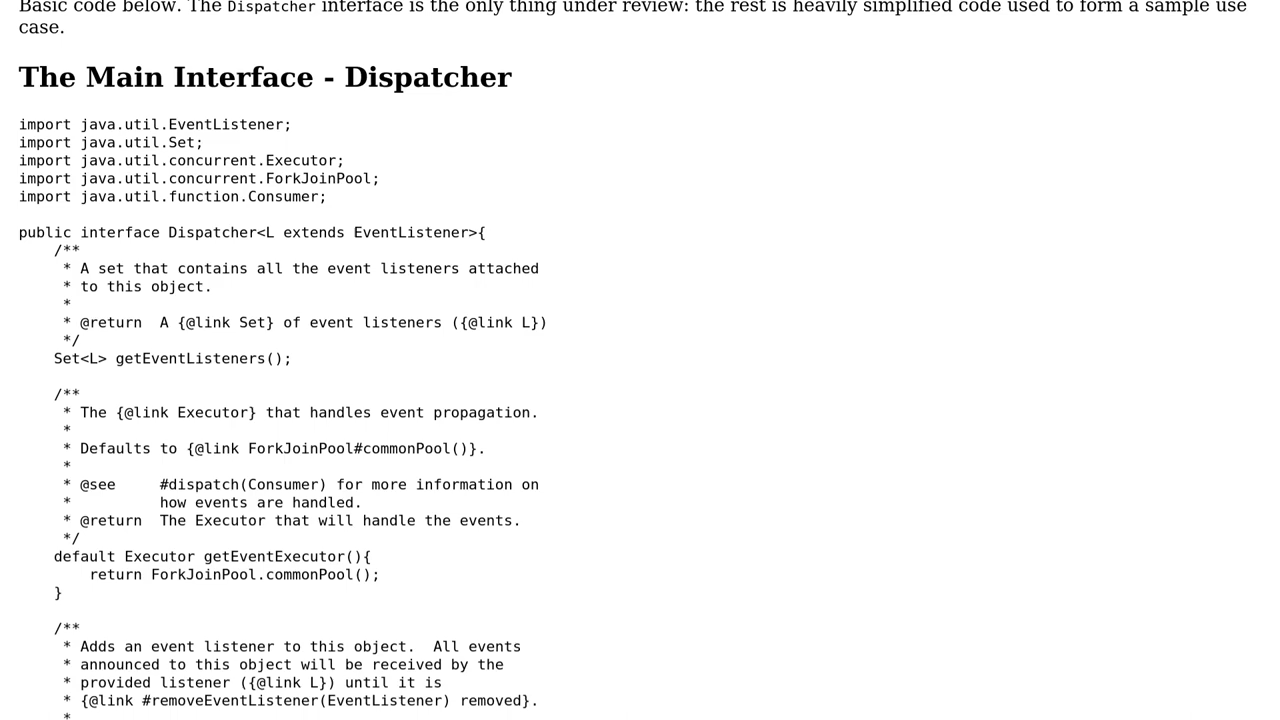 Basic code below. The Dispatcher interface is the only thing under review: the rest is heavily simplified code used to form a sample use
case.
The Main Interface - Dispatcher
import java.util.EventListener;
import java.util.Set;
import java.util.concurrent.Executor;
import java.util.concurrent.ForkJoinPool;
import java.util.function.Consumer;

public interface Dispatcher<L extends EventListener>{
    /**
     * A set that contains all the event listeners attached
     * to this object.
     *
     * @return  A {@link Set} of event listeners ({@link L})
     */
    Set<L> getEventListeners();

    /**
     * The {@link Executor} that handles event propagation.
     *
     * Defaults to {@link ForkJoinPool#commonPool()}.
     *
     * @see     #dispatch(Consumer) for more information on
     *          how events are handled.
     * @return  The Executor that will handle the events.
     */
    default Executor getEventExecutor(){
        return ForkJoinPool.commonPool();
    }

    /**
     * Adds an event listener to this object.  All events
     * announced to this object will be received by the
     * provided listener ({@link L}) until it is
     * {@link #removeEventListener(EventListener) removed}.
     *